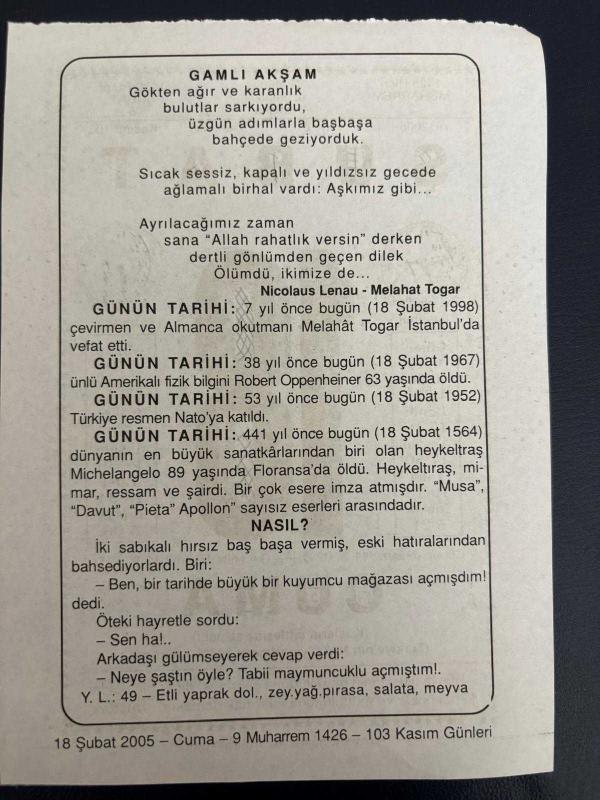 GAMLI AKŞAM
Gökten ağır ve karanlık
bulutlar sarkıyordu,
üzgün adımlarla başbaşa
bahçede geziyorduk.
Sıcak sessiz, kapalı ve yıldızsız gecede
ağlamalı birhal vardı: Aşkımız gibi...
Ayrılacağımız zaman
sana “Allah rahatlık versin” derken
dertli gönlümden geçen dilek
Ölümdü, ikimize de...
Nicolaus Lenau - Melahat Togar
GÜNÜN TARİHİ: 7 yıl önce bugün (18 Şubat 1998)
çevirmen ve Almanca okutmanı Melahât Togar İstanbul’da
vefat etti.
GÜNÜN TARİHİ: 38 yıl önce bugün (18 Şubat 1967)
ünlü Amerikalı fizik bilgini Robert Oppenheiner 63 yaşında öldü.
GÜNÜN TARİHİ: 53 yıl önce bugün (18 Şubat 1952)
Türkiye resmen Nato’ya katıldı.
GÜNÜN TARİHİ: 441 yıl önce bugün (18 Şubat 1564)
dünyanın en büyük sanatkârlarından biri olan heykeltraş
Michelangelo 89 yaşında Floransa’da öldü. Heykeltıraş, mi-
mar, ressam ve şairdi. Bir çok esere imza atmışdır. “Musa”,
“Davut”, “Pieta” Apollon” sayısız eserleri arasındadır.
NASIL?
İki sabıkalı hırsız baş başa vermiş, eski hatıralarından
bahsediyorlardı. Biri:
– Ben, bir tarihde büyük bir kuyumcu mağazası açmışdım!
dedi.
Öteki hayretle sordu:
– Sen ha!..
Arkadaşı gülümseyerek cevap verdi:
– Neye şaştın öyle? Tabii maymuncuklu açmıştım!.
Y. L.: 49 – Etli yaprak dol., zey.yağ.pırasa, salata, meyva
18 Şubat 2005 – Cuma – 9 Muharrem 1426 – 103 Kasım Günleri